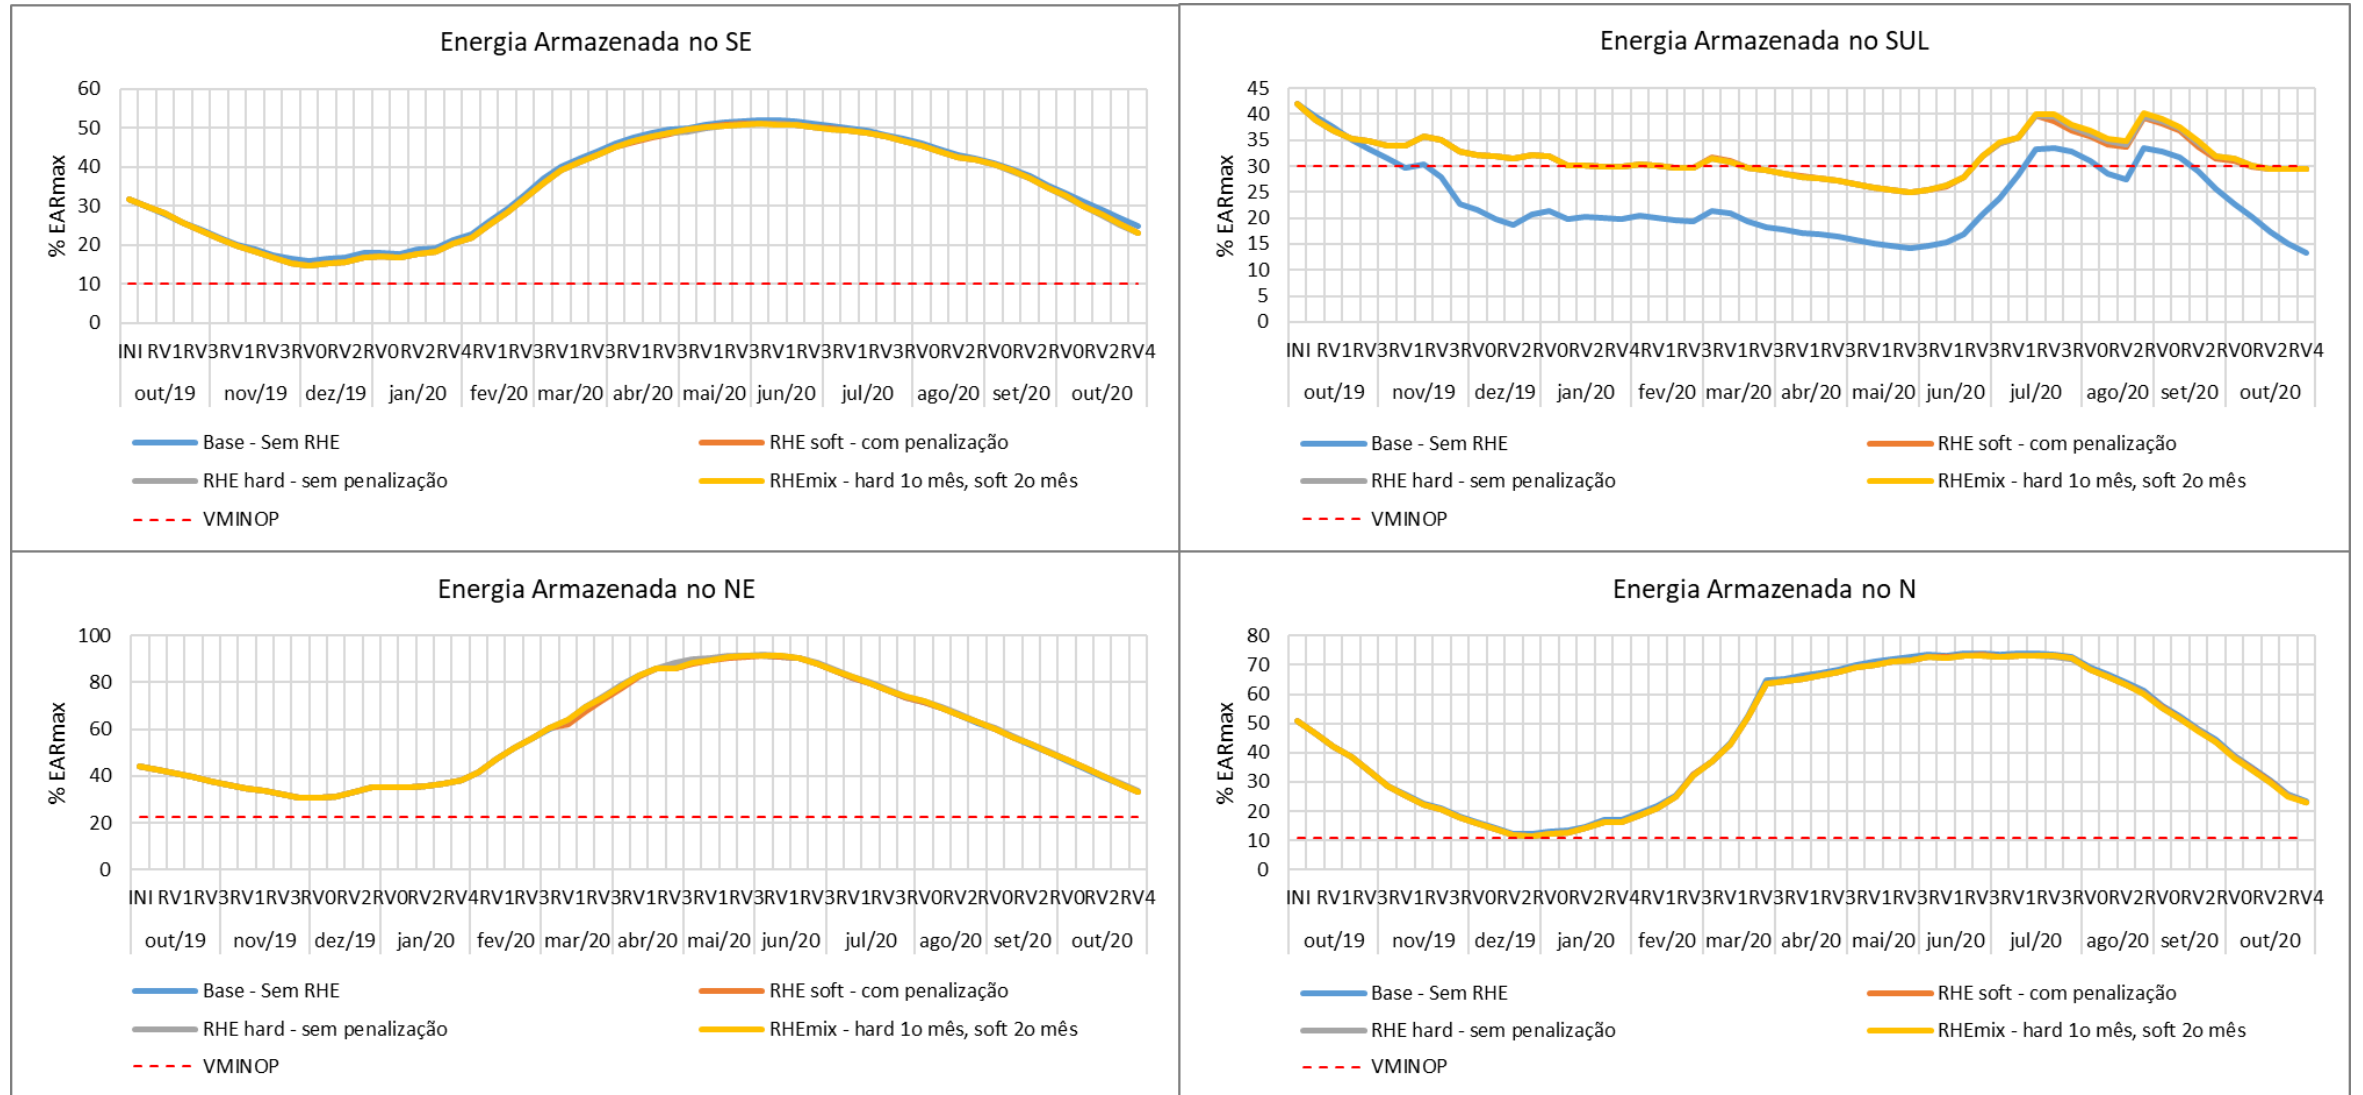 Energia Armazenada no SE
% EARmax
60
50
40
30
20
10
0
INI RV1RV3RV1RV3RV0RV2RV0RV2RV4RV1RV3RV1RV3RV1RV3RV1RV3RV1RV3RV1RV3RV0RV2RV0RV2RV0RV2RV4
out/19 nov/19 dez/19 jan/20 fev/20 mar/20 abr/20 mai/20 jun/20 jul/20 ago/20 set/20 out/20
Base - Sem RHE RHE soft - com penalização
RHE hard - sem penalização RHEmix - hard 1o mês, soft 2o mês
VMINOP
Energia Armazenada no SUL
% EARmax
45
40
35
30
25
20
15
10
5
0
INI RV1RV3RV1RV3RV0RV2RV0RV2RV4RV1RV3RV1RV3RV1RV3RV1RV3RV1RV3RV1RV3RV0RV2RV0RV2RV0RV2RV4
out/19 nov/19 dez/19 jan/20 fev/20 mar/20 abr/20 mai/20 jun/20 jul/20 ago/20 set/20 out/20
Base - Sem RHE RHE soft - com penalização
RHE hard - sem penalização RHEmix - hard 1o mês, soft 2o mês
VMINOP
Energia Armazenada no NE
% EARmax
100
80
60
40
20
0
INI RV1RV3RV1RV3RV0RV2RV0RV2RV4RV1RV3RV1RV3RV1RV3RV1RV3RV1RV3RV1RV3RV0RV2RV0RV2RV0RV2RV4
out/19 nov/19 dez/19 jan/20 fev/20 mar/20 abr/20 mai/20 jun/20 jul/20 ago/20 set/20 out/20
Base - Sem RHE RHE soft - com penalização
RHE hard - sem penalização RHEmix - hard 1o mês, soft 2o mês
VMINOP
Energia Armazenada no N
% EARmax
80
70
60
50
40
30
20
10
0
INI RV1RV3RV1RV3RV0RV2RV0RV2RV4RV1RV3RV1RV3RV1RV3RV1RV3RV1RV3RV1RV3RV0RV2RV0RV2RV0RV2RV4
out/19 nov/19 dez/19 jan/20 fev/20 mar/20 abr/20 mai/20 jun/20 jul/20 ago/20 set/20 out/20
Base - Sem RHE RHE soft - com penalização
RHE hard - sem penalização RHEmix - hard 1o mês, soft 2o mês
VMINOP